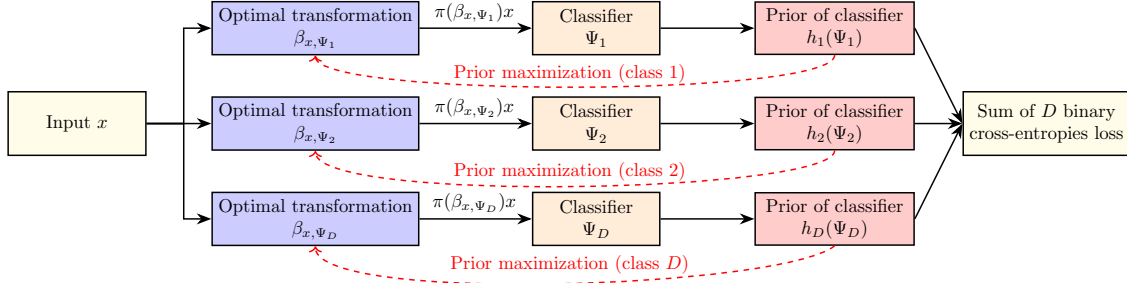 Input x
Optimal transformation
β_{x,Ψ_1}
π(β_{x,Ψ_1})x
Classifier
Ψ_1
Prior of classifier
h_1(Ψ_1)
Prior maximization (class 1)
Optimal transformation
β_{x,Ψ_2}
π(β_{x,Ψ_2})x
Classifier
Ψ_2
Prior of classifier
h_2(Ψ_2)
Prior maximization (class 2)
Optimal transformation
β_{x,Ψ_D}
π(β_{x,Ψ_D})x
Classifier
Ψ_D
Prior of classifier
h_D(Ψ_D)
Prior maximization (class D)
Sum of D binary
cross-entropies loss